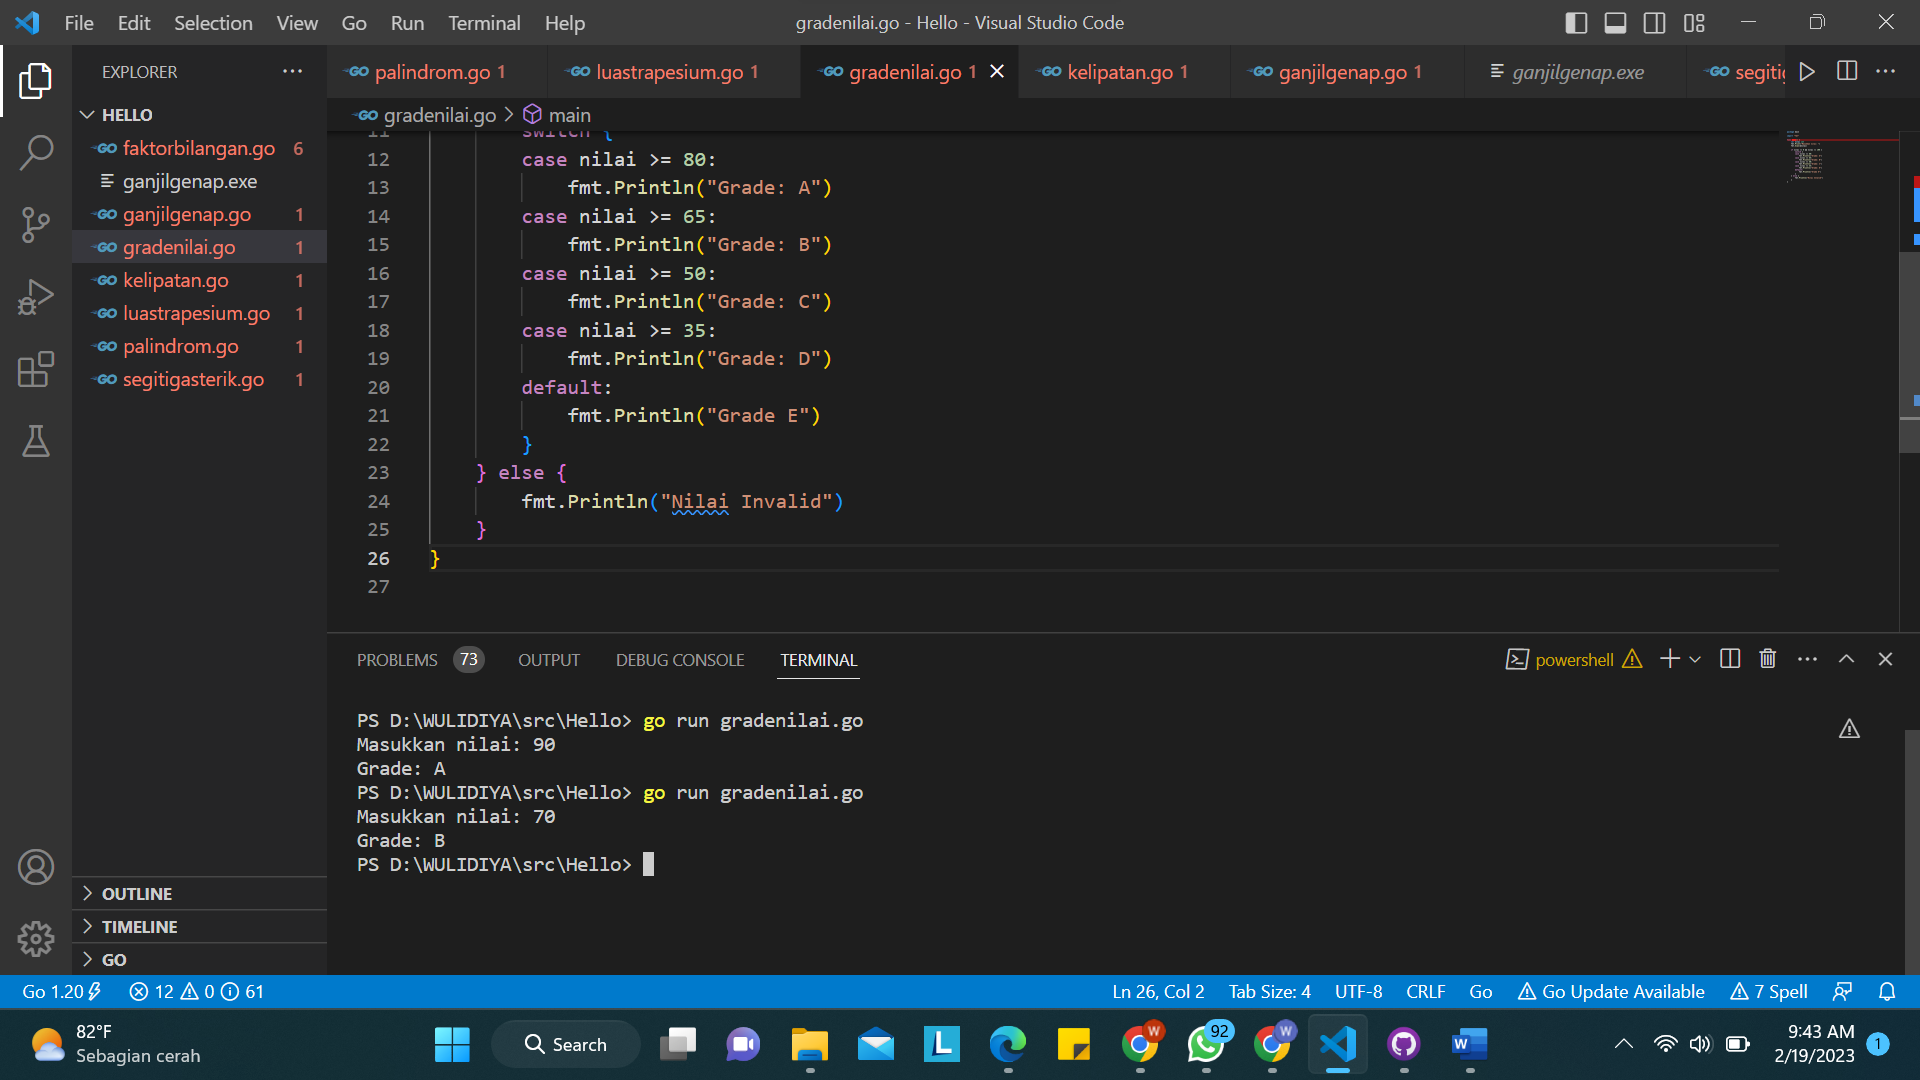 File Edit Selection View Go Run Terminal Help
gradenilai.go - Hello - Visual Studio Code
EXPLORER
HELLO
faktorbilangan.go 6
ganjilgenap.exe
ganjilgenap.go 1
gradenilai.go 1
kelipatan.go 1
luastrapesium.go 1
palindrom.go 1
segitigasterik.go 1
OUTLINE
TIMELINE
GO
palindrom.go 1 luastrapesium.go 1 gradenilai.go 1 kelipatan.go 1 ganjilgenap.go 1 ganjilgenap.exe
gradenilai.go > main
11 switch {
12 case nilai >= 80:
13 fmt.Println("Grade: A")
14 case nilai >= 65:
15 fmt.Println("Grade: B")
16 case nilai >= 50:
17 fmt.Println("Grade: C")
18 case nilai >= 35:
19 fmt.Println("Grade: D")
20 default:
21 fmt.Println("Grade E")
22 }
23 } else {
24 fmt.Println("Nilai Invalid")
25 }
26 }
27
PROBLEMS 73 OUTPUT DEBUG CONSOLE TERMINAL
powershell
PS D:\WULIDIYA\src\Hello> go run gradenilai.go
Masukkan nilai: 90
Grade: A
PS D:\WULIDIYA\src\Hello> go run gradenilai.go
Masukkan nilai: 70
Grade: B
PS D:\WULIDIYA\src\Hello>
Go 1.20 12 0 61
Ln 26, Col 2 Tab Size: 4 UTF-8 CRLF Go Go Update Available 7 Spell
82°F
Sebagian cerah
Search
L
W
92
W
W
9:43 AM
2/19/2023
1